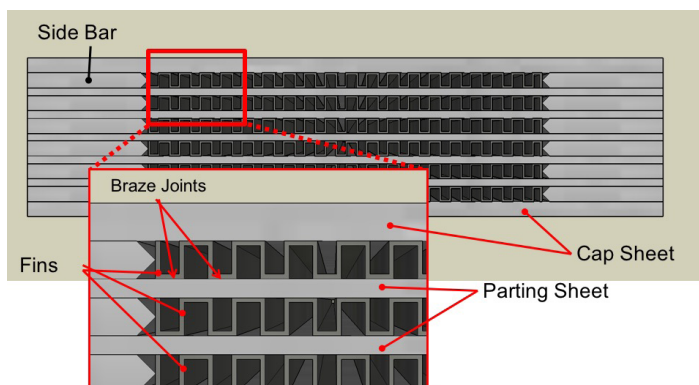 Side Bar
Braze Joints
Cap Sheet
Fins
Parting Sheet